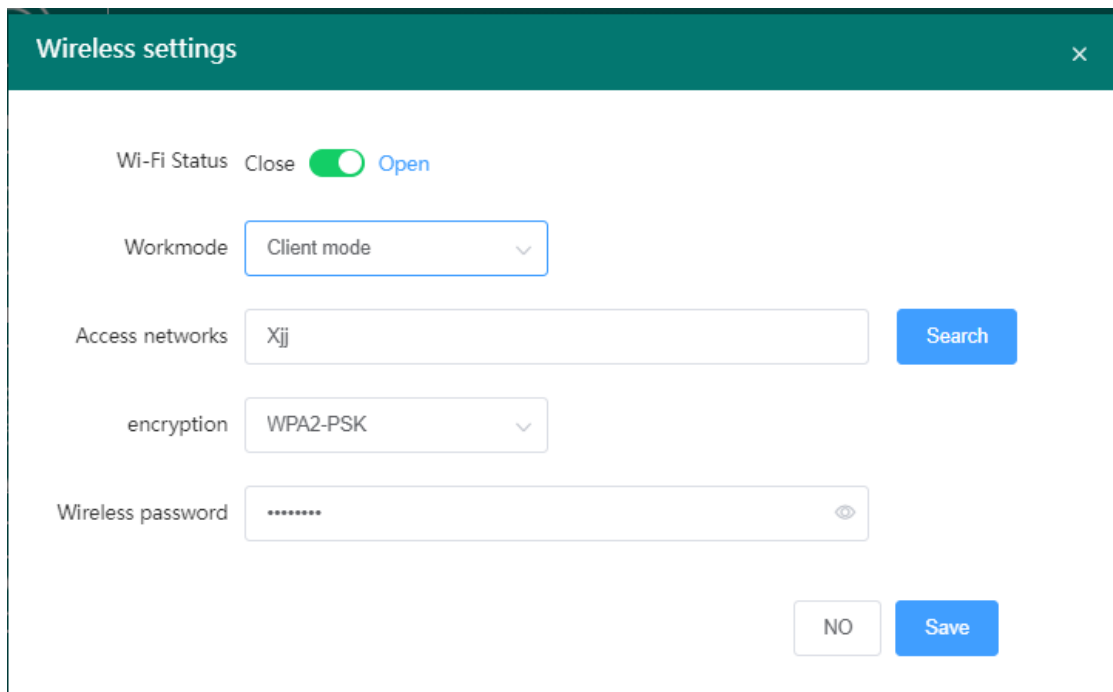 Wireless settings ×
Wi-Fi Status Close Open
Workmode Client mode
Access networks Xjj Search
encryption WPA2-PSK
Wireless password ••••••••
NO Save